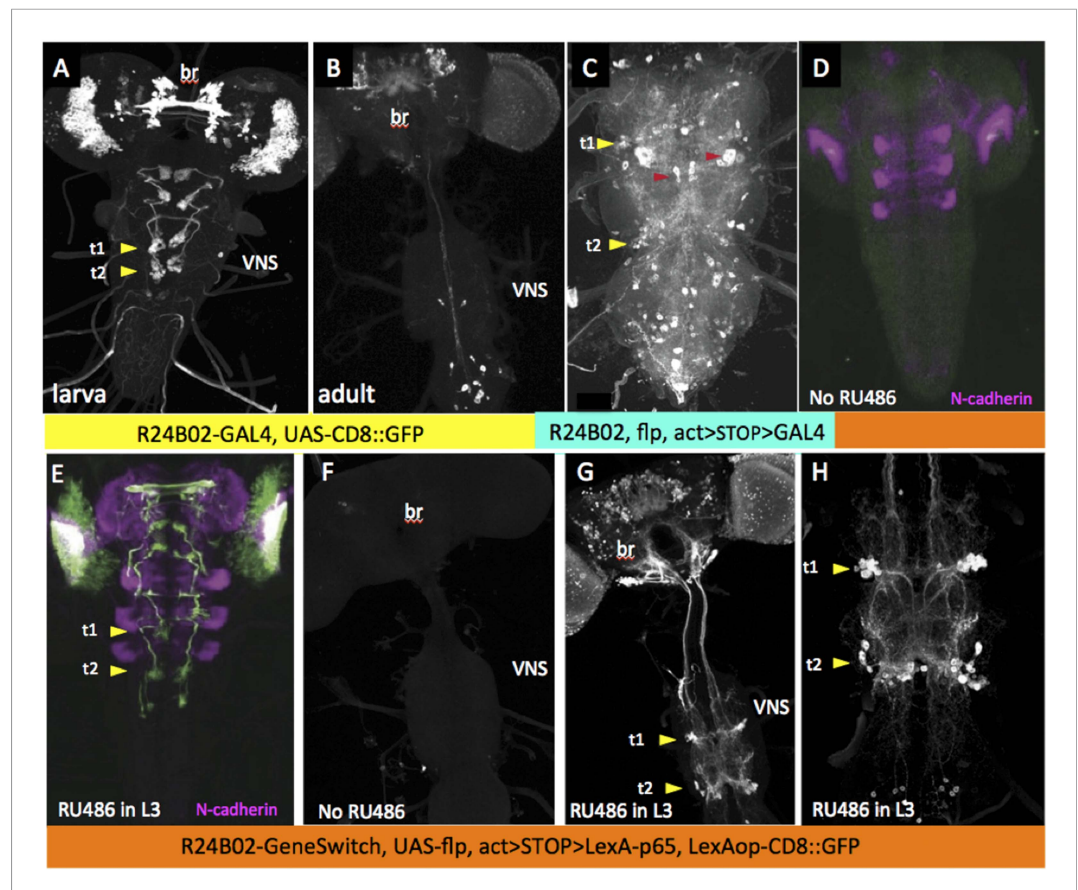 A
br
t1
t2
VNS
larva
B
br
VNS
adult
C
t1
t2
D
No RU486
N-cadherin
R24B02-GAL4, UAS-CD8::GFP
R24B02, flp, act>STOP>GAL4
E
t1
t2
RU486 in L3
N-cadherin
F
br
VNS
No RU486
G
br
VNS
t1
t2
RU486 in L3
H
t1
t2
RU486 in L3
R24B02-GeneSwitch, UAS-flp, act>STOP>LexA-p65, LexAop-CD8::GFP